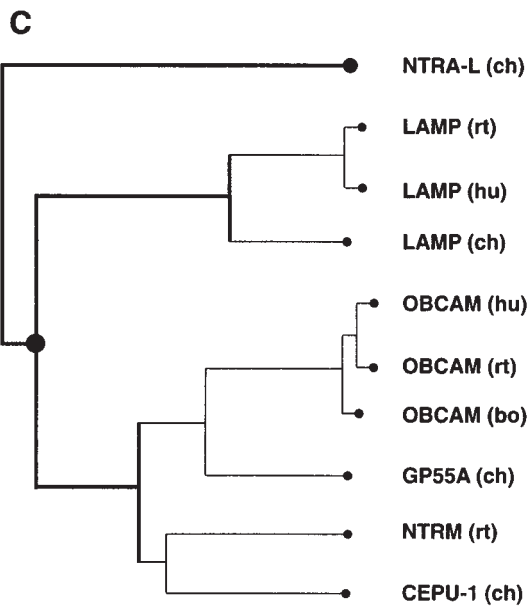 C
NTRA-L (ch)
LAMP (rt)
LAMP (hu)
LAMP (ch)
OBCAM (hu)
OBCAM (rt)
OBCAM (bo)
GP55A (ch)
NTRM (rt)
CEPU-1 (ch)